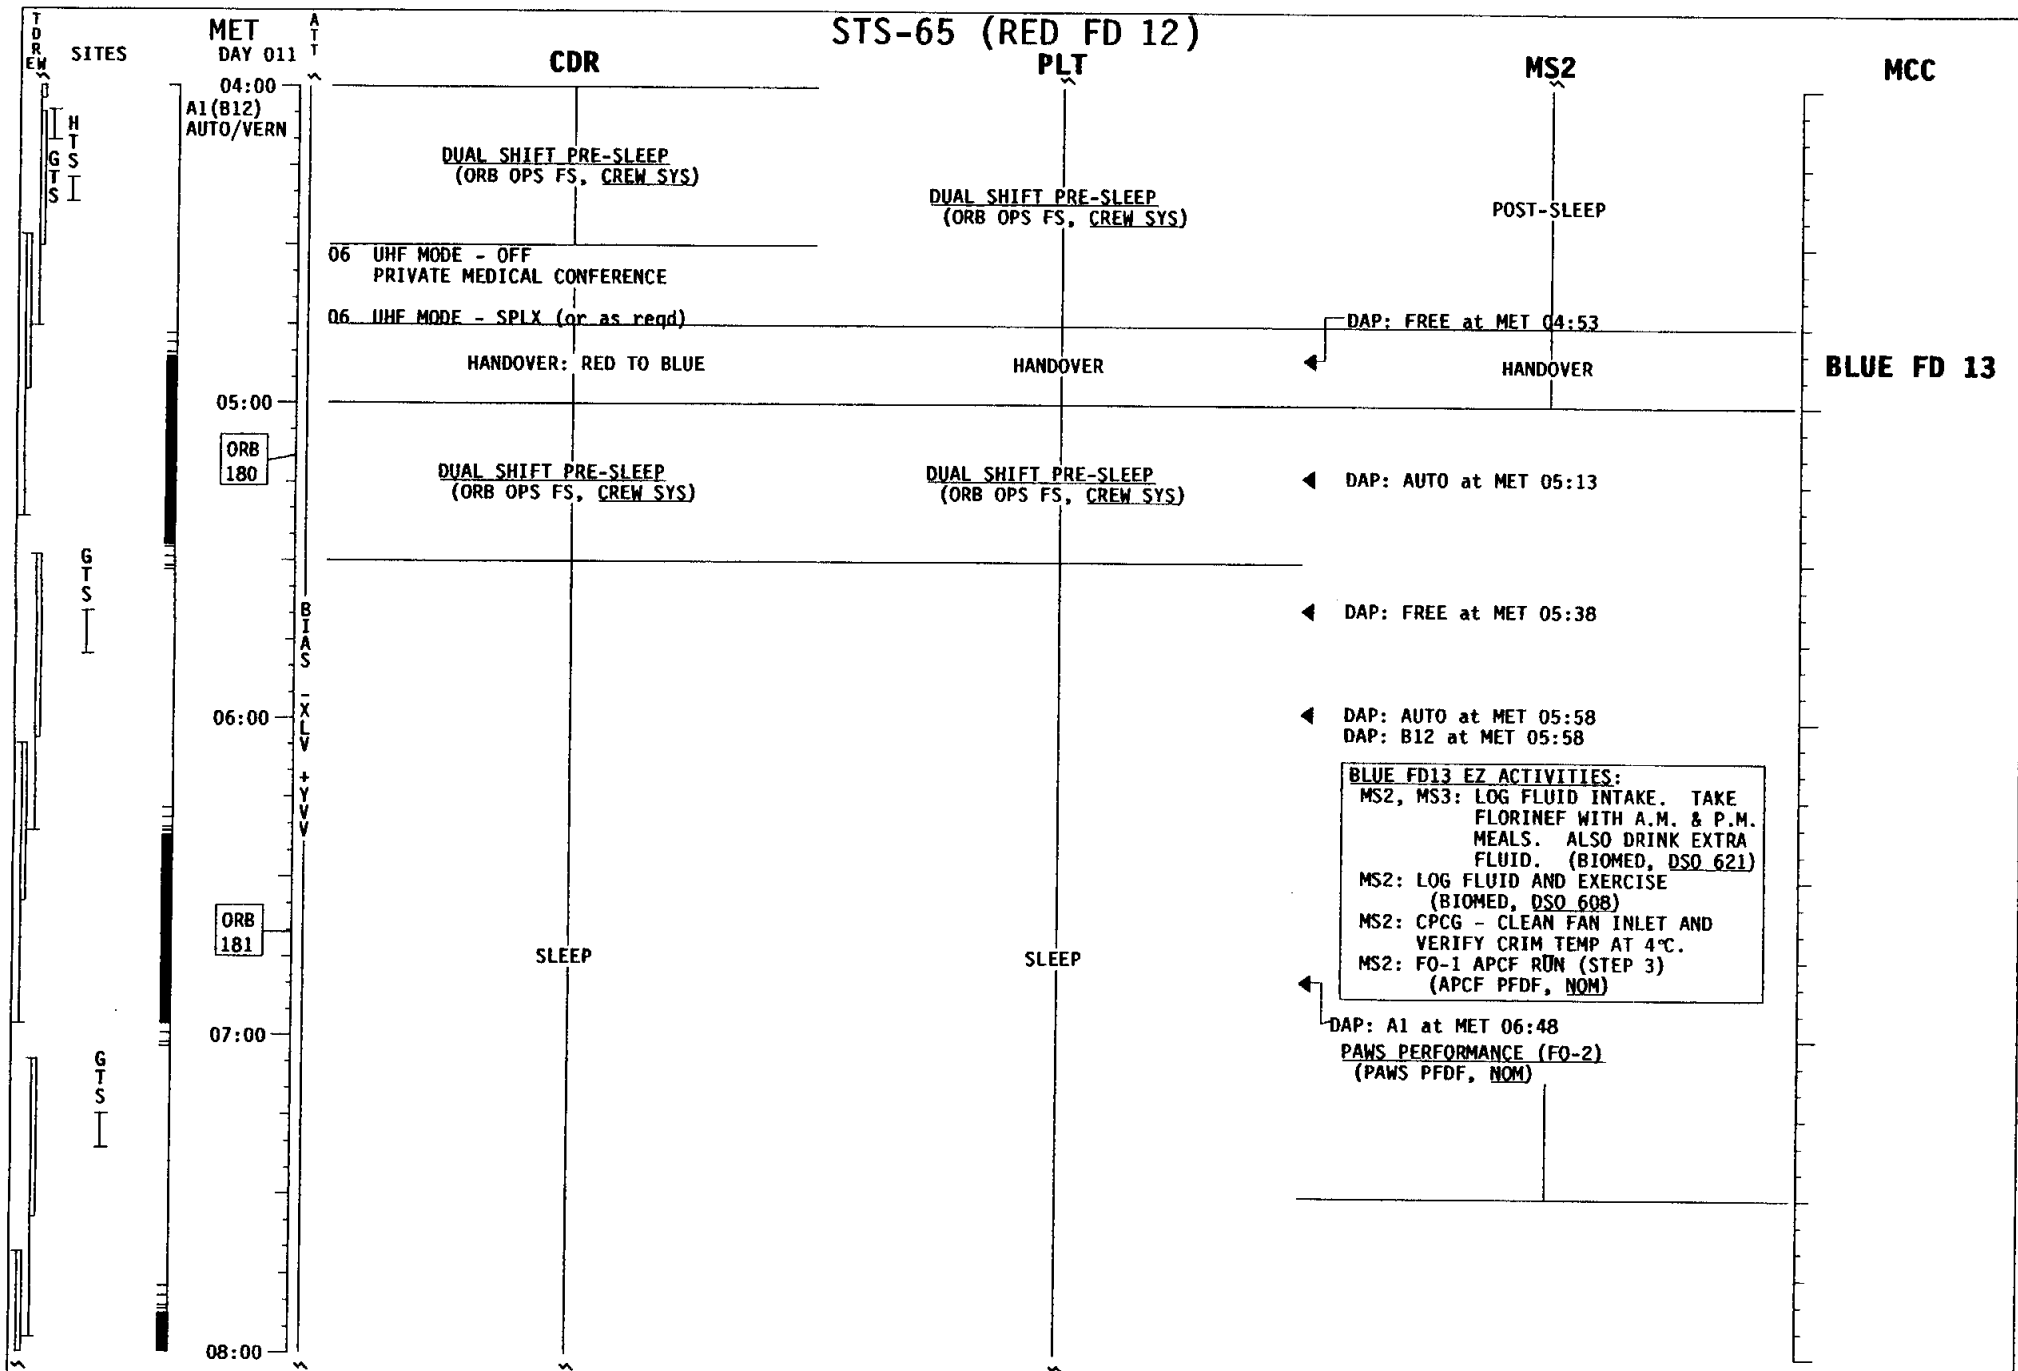 STS-65 (RED FD 12)
TDRE W
SITES
MET
DAY 011
ATT
CDR
PLT
MS2
MCC
04:00
A1(B12)
AUTO/VERN
HTS
GTS
DUAL SHIFT PRE-SLEEP
(ORB OPS FS, CREW SYS)
DUAL SHIFT PRE-SLEEP
(ORB OPS FS, CREW SYS)
POST-SLEEP
06 UHF MODE - OFF
PRIVATE MEDICAL CONFERENCE
06 UHF MODE - SPLX (or as reqd)
DAP: FREE at MET 04:53
HANDOVER: RED TO BLUE
HANDOVER
HANDOVER
BLUE FD 13
05:00
ORB
180
DUAL SHIFT PRE-SLEEP
(ORB OPS FS, CREW SYS)
DUAL SHIFT PRE-SLEEP
(ORB OPS FS, CREW SYS)
DAP: AUTO at MET 05:13
GTS
BIAS -XLV +YVV
DAP: FREE at MET 05:38
06:00
DAP: AUTO at MET 05:58
DAP: B12 at MET 05:58
BLUE FD13 EZ ACTIVITIES:
MS2, MS3: LOG FLUID INTAKE. TAKE
FLORINEF WITH A.M. & P.M.
MEALS. ALSO DRINK EXTRA
FLUID. (BIOMED, DSO 621)
MS2: LOG FLUID AND EXERCISE
(BIOMED, DSO 608)
MS2: CPCG - CLEAN FAN INLET AND
VERIFY CRIM TEMP AT 4°C.
MS2: FO-1 APCF RUN (STEP 3)
(APCF PFDF, NOM)
ORB
181
SLEEP
SLEEP
07:00
DAP: A1 at MET 06:48
PAWS PERFORMANCE (FO-2)
(PAWS PFDF, NOM)
GTS
08:00